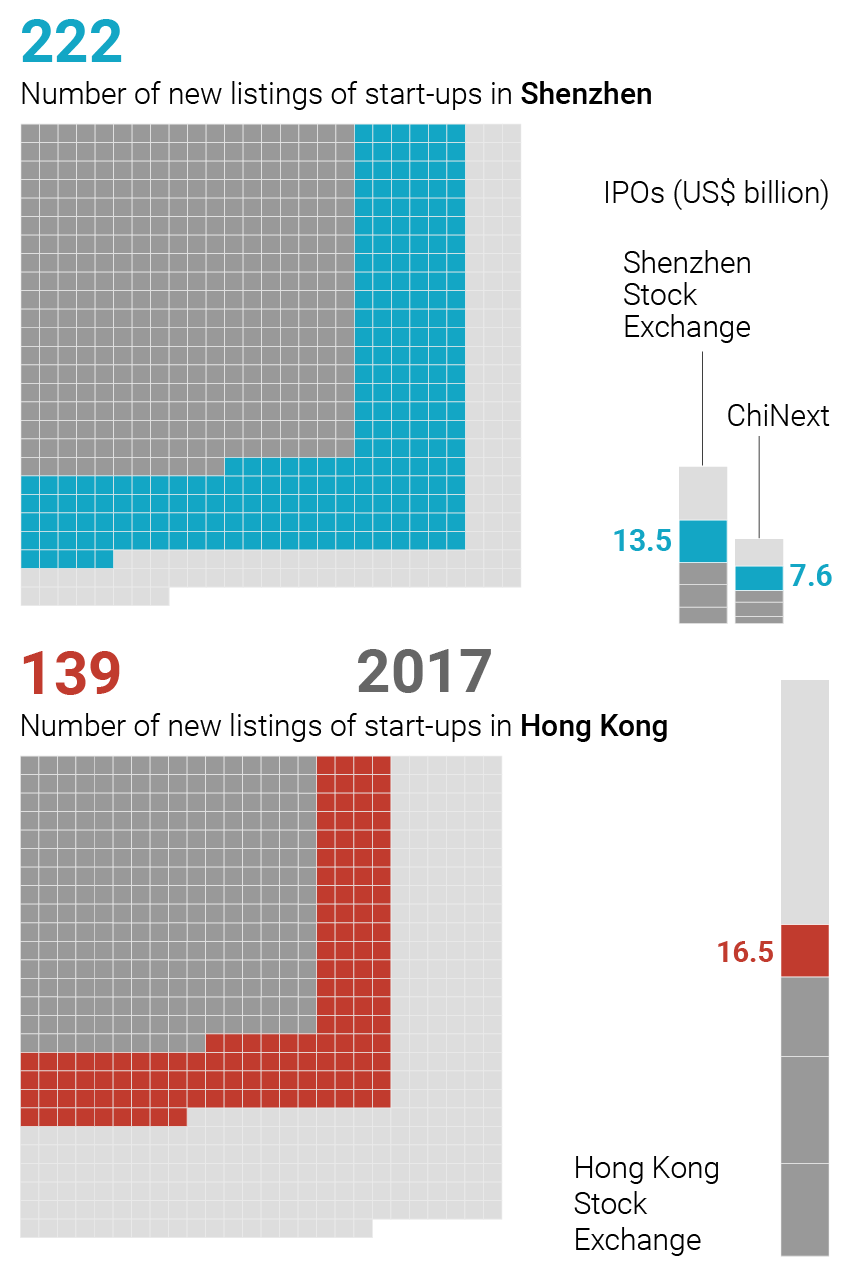 222
Number of new listings of start-ups in Shenzhen
IPOs (US$ billion)
Shenzhen
Stock
Exchange
ChiNext
13.5
7.6
139
2017
Number of new listings of start-ups in Hong Kong
16.5
Hong Kong
Stock
Exchange